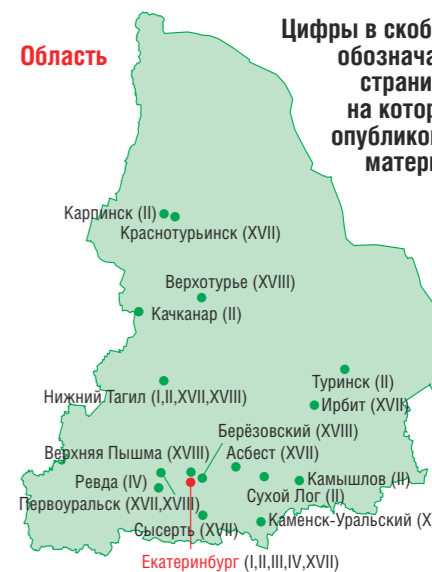 Область
Цифры в скоб
обознача
страни
на котор
опубликов
матери
Карпинск (II)
Краснотурьинск (XVII)
Верхотурье (XVIII)
Качканар (II)
Нижний Тагил (I,II,XVII,XVIII)
Туринск (II)
Ирбит (XVII)
Берёзовский (XVIII)
Верхняя Пышма (XVIII)
Асбест (XVII)
Ревда (IV)
Камышлов (II)
Сухой Лог (II)
Первоуральск (XVII,XVIII)
Сысерть (XVII)
Каменск-Уральский (X
Екатеринбург (I,II,III,IV,XVII)